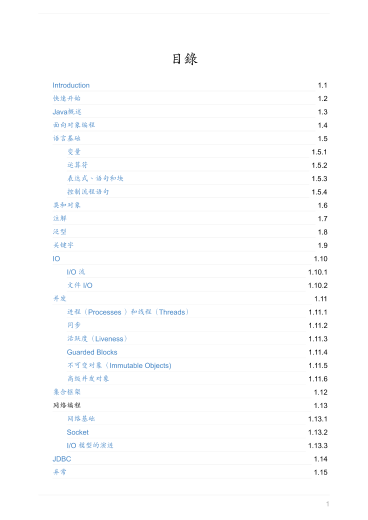 目錄
Introduction 1.1
快速开始 1.2
Java概述 1.3
面向对象编程 1.4
语言基础 1.5
变量 1.5.1
运算符 1.5.2
表达式、语句和块 1.5.3
控制流程语句 1.5.4
类和对象 1.6
注解 1.7
泛型 1.8
关键字 1.9
IO 1.10
I/O 流 1.10.1
文件 I/O 1.10.2
并发 1.11
进程（Processes ）和线程（Threads） 1.11.1
同步 1.11.2
活跃度（Liveness） 1.11.3
Guarded Blocks 1.11.4
不可变对象（Immutable Objects) 1.11.5
高级并发对象 1.11.6
集合框架 1.12
网络编程 1.13
网络基础 1.13.1
Socket 1.13.2
I/O 模型的演进 1.13.3
JDBC 1.14
异常 1.15
1